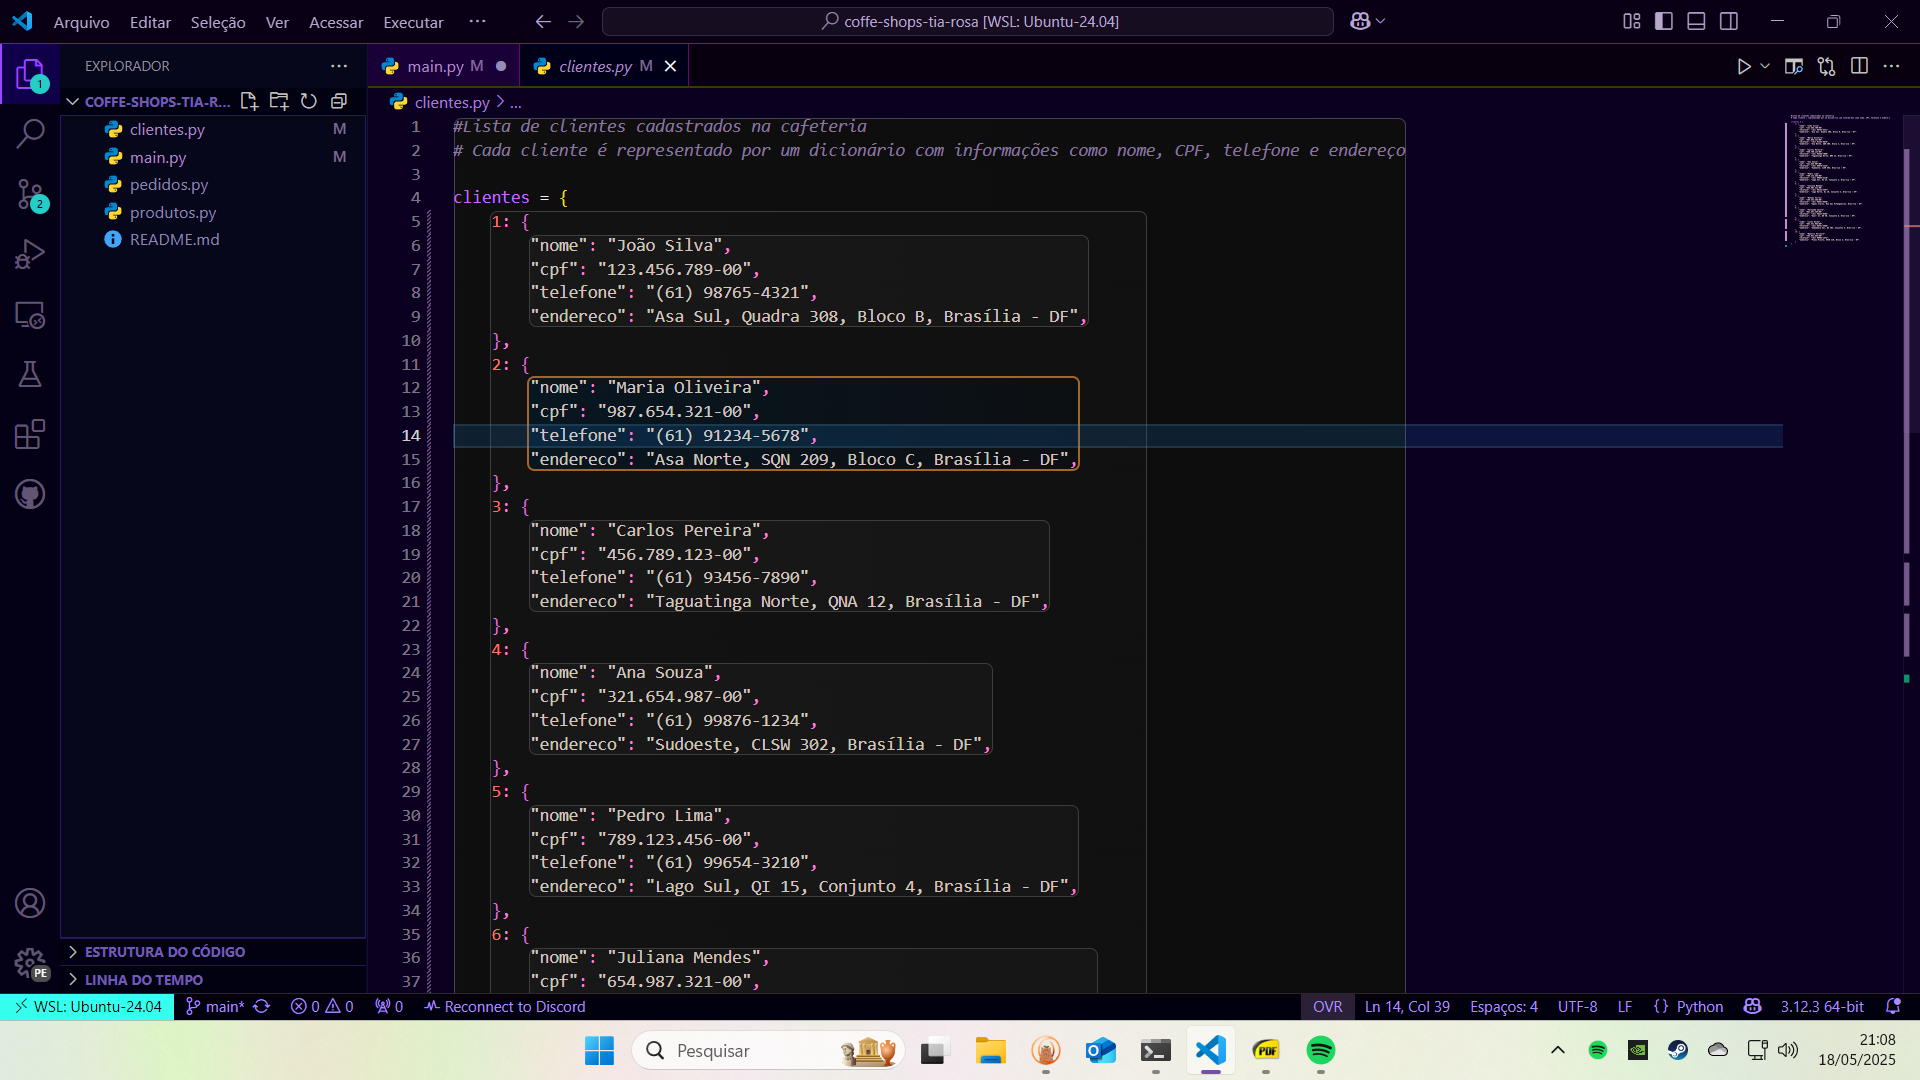 Arquivo Editar Seleção Ver Acessar Executar ···
coffe-shops-tia-rosa [WSL: Ubuntu-24.04]
EXPLORADOR
main.py M
clientes.py M
COFFE-SHOPS-TIA-R...
clientes.py > ...
clientes.py M
main.py M
pedidos.py
produtos.py
README.md
1 #Lista de clientes cadastrados na cafeteria
2 # Cada cliente é representado por um dicionário com informações como nome, CPF, telefone e endereço
3
4 clientes = {
5 1: {
6 "nome": "João Silva",
7 "cpf": "123.456.789-00",
8 "telefone": "(61) 98765-4321",
9 "endereco": "Asa Sul, Quadra 308, Bloco B, Brasília - DF",
10 },
11 2: {
12 "nome": "Maria Oliveira",
13 "cpf": "987.654.321-00",
14 "telefone": "(61) 91234-5678",
15 "endereco": "Asa Norte, SQN 209, Bloco C, Brasília - DF",
16 },
17 3: {
18 "nome": "Carlos Pereira",
19 "cpf": "456.789.123-00",
20 "telefone": "(61) 93456-7890",
21 "endereco": "Taguatinga Norte, QNA 12, Brasília - DF",
22 },
23 4: {
24 "nome": "Ana Souza",
25 "cpf": "321.654.987-00",
26 "telefone": "(61) 99876-1234",
27 "endereco": "Sudoeste, CLSW 302, Brasília - DF",
28 },
29 5: {
30 "nome": "Pedro Lima",
31 "cpf": "789.123.456-00",
32 "telefone": "(61) 99654-3210",
33 "endereco": "Lago Sul, QI 15, Conjunto 4, Brasília - DF",
34 },
35 6: {
36 "nome": "Juliana Mendes",
37 "cpf": "654.987.321-00",
1
2
PE
ESTRUTURA DO CÓDIGO
LINHA DO TEMPO
WSL: Ubuntu-24.04 main* 0 0 0 Reconnect to Discord OVR Ln 14, Col 39 Espaços: 4 UTF-8 LF {} Python 3.12.3 64-bit
Pesquisar
PDF
21:08
18/05/2025